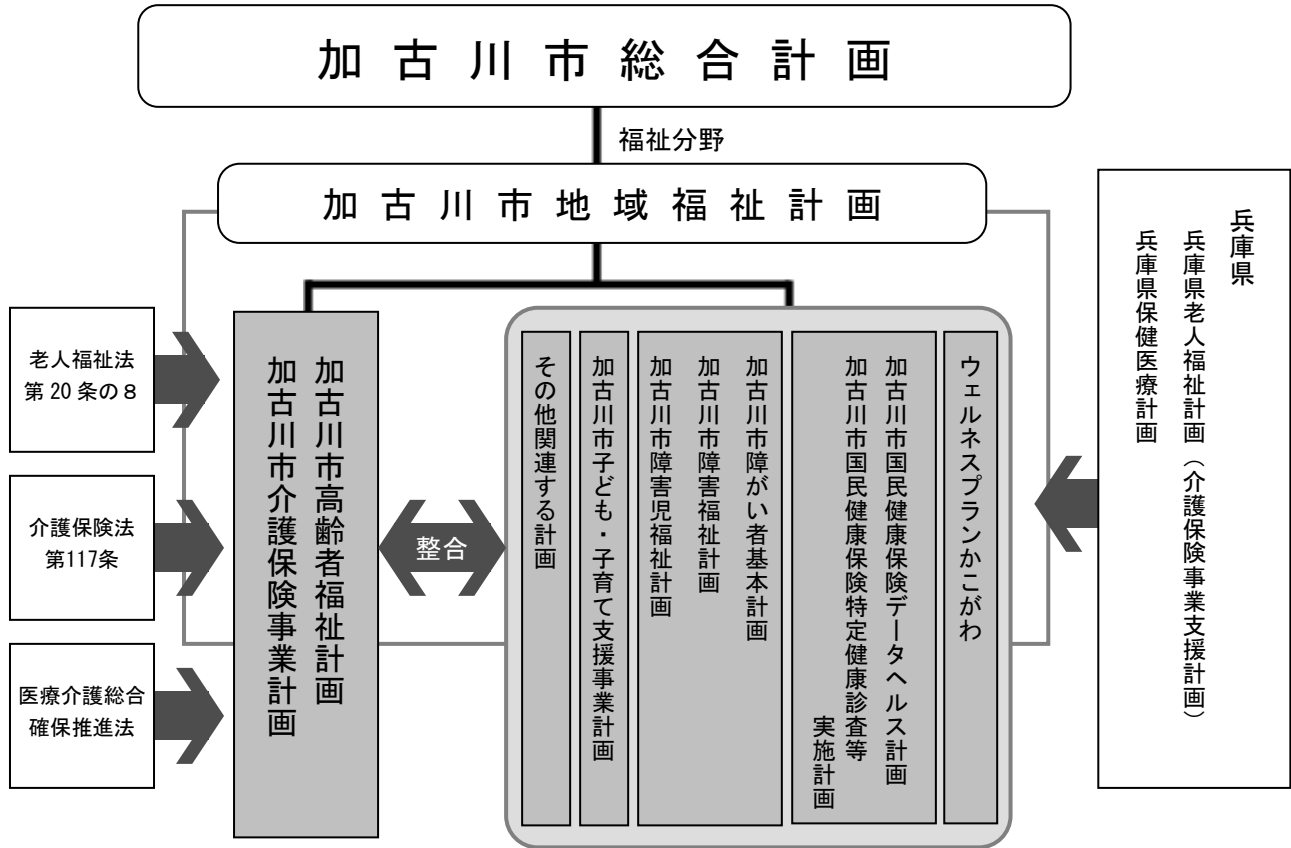 加古川市総合計画
福祉分野
加古川市地域福祉計画
老人福祉法
第20条の8
介護保険法
第117条
医療介護総合
確保推進法
加古川市高齢者福祉計画
加古川市介護保険事業計画
整合
ウェルネスプランかこがわ
加古川市国民健康保険データヘルス計画
加古川市国民健康保険特定健康診査等
実施計画
加古川市障がい者基本計画
加古川市障害福祉計画
加古川市障害児福祉計画
加古川市子ども・子育て支援事業計画
その他関連する計画
兵庫県
兵庫県老人福祉計画(介護保険事業支援計画)
兵庫県保健医療計画